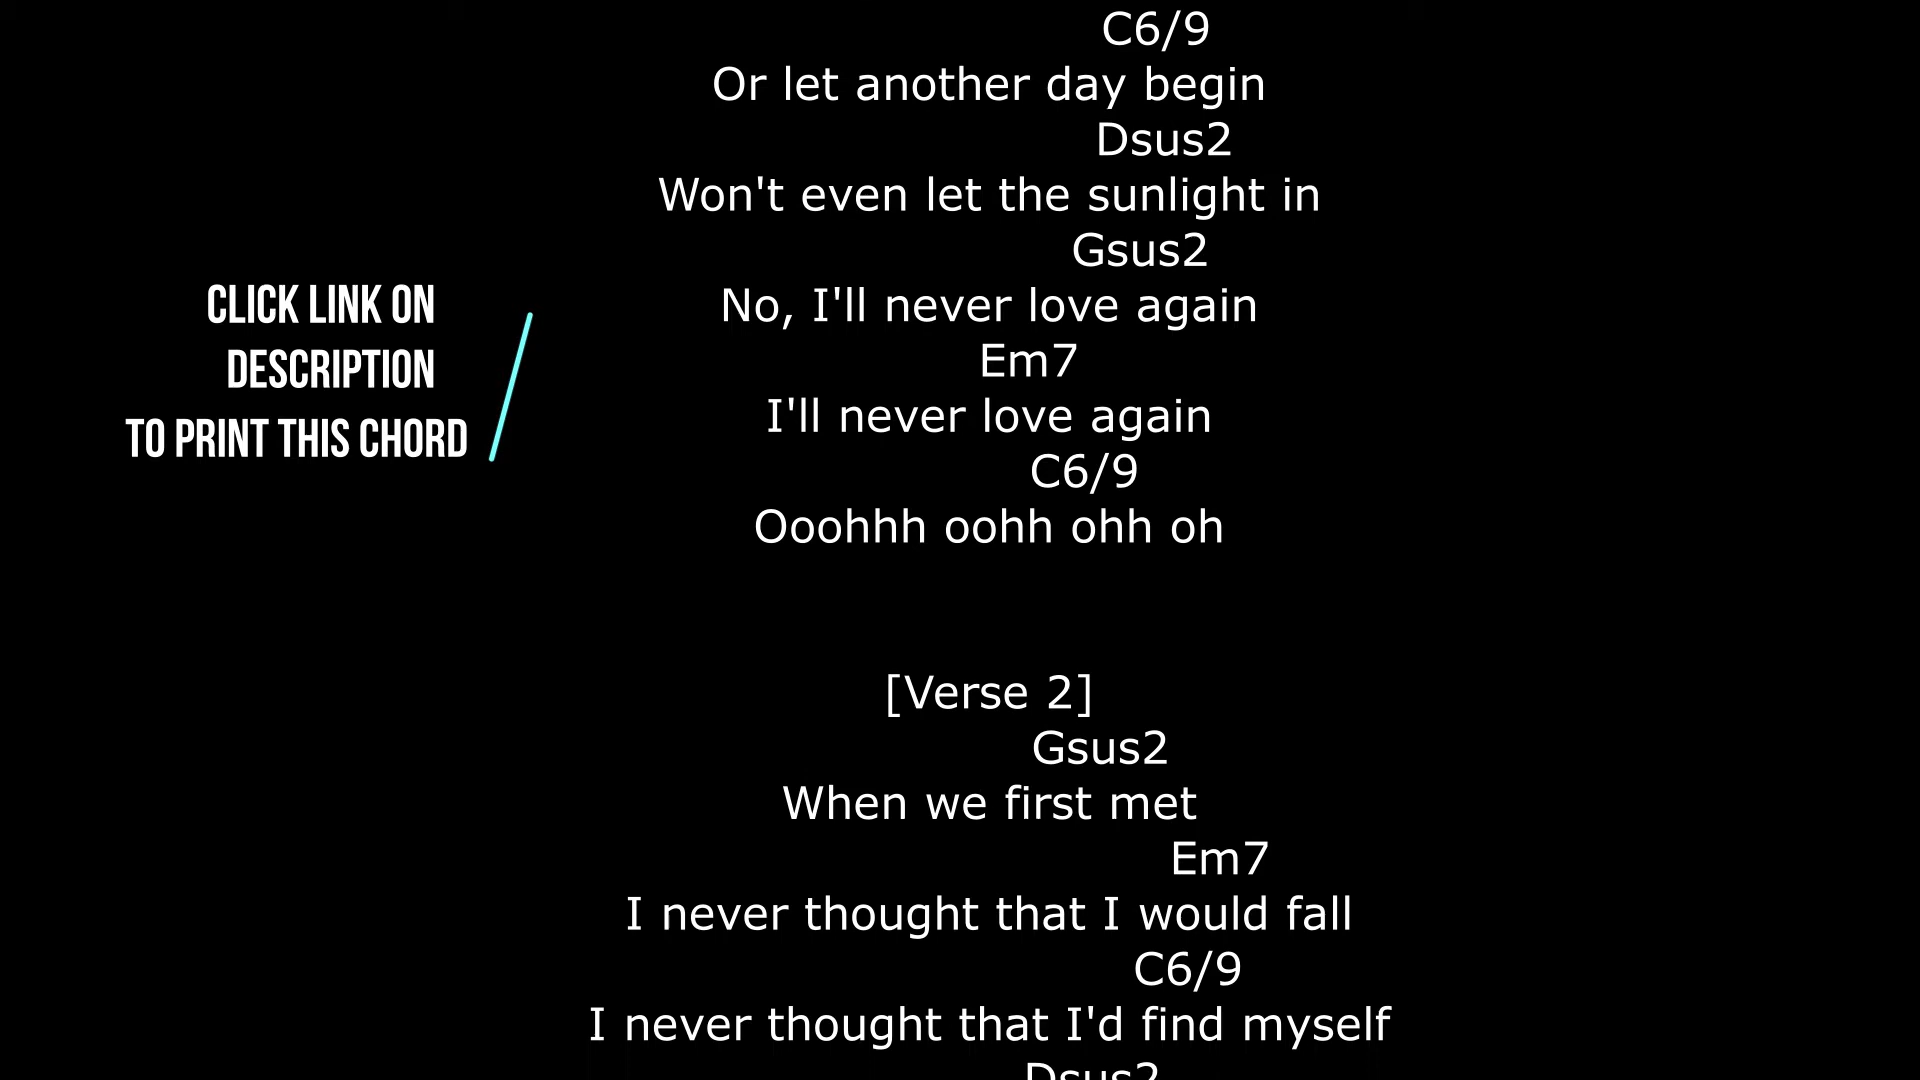 C6/9
Or let another day begin
Dsus2
Won't even let the sunlight in
Gsus2
No, I'll never love again
Em7
I'll never love again
C6/9
Ooohhh oohh ohh oh
[Verse 2]
Gsus2
When we first met
Em7
I never thought that I would fall
C6/9
I never thought that I'd find myself
Dsus2
CLICK LINK ON
DESCRIPTION
TO PRINT THIS CHORD